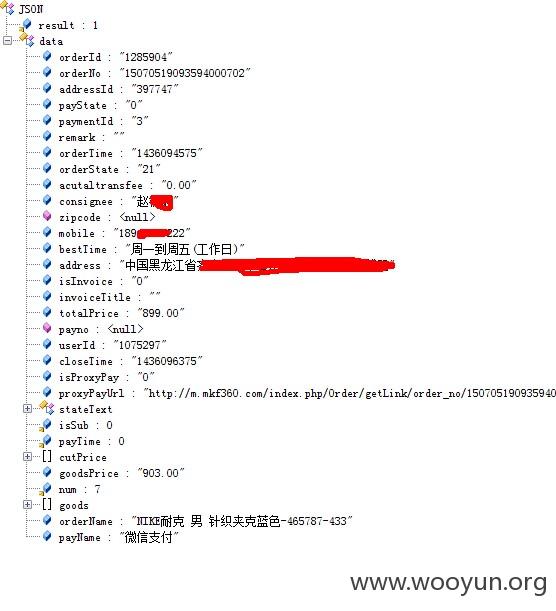 JSON
result : 1
data
orderId : "1285904"
orderNo : "15070519093594000702"
addressId : "397747"
payState : "0"
paymentId : "3"
remark : ""
orderTime : "1436094575"
orderState : "21"
acutaltransfee : "0.00"
consignee : "赵
zipcode : <null>
mobile : "189 222"
bestTime : "周一到周五(工作日)"
address : "中国黑龙江省
isInvoice : "0"
invoiceTitle : ""
totalPrice : "899.00"
payno : <null>
userId : "1075297"
closeTime : "1436096375"
isProxyPay : "0"
proxyPayUrl : "http://m.mkf360.com/index.php/Order/getLink/order_no/150705190935940
stateText
isSub : 0
payTime : 0
cutPrice
goodsPrice : "903.00"
num : 7
goods
orderName : "NIKE耐克 男 针织夹克蓝色-465787-433"
payName : "微信支付"
www.wooyun.org